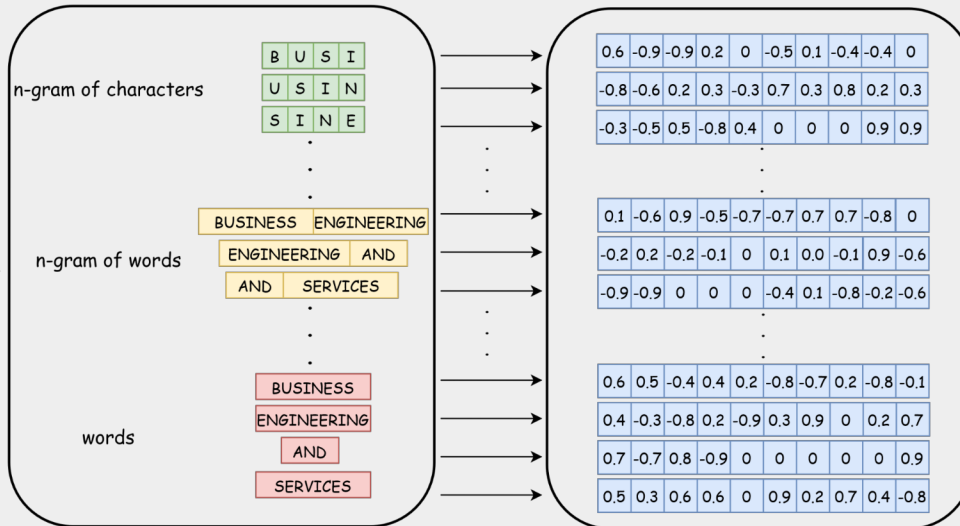 B U S I 0.6 -0.9 -0.9 0.2 0 -0.5 0.1 -0.4 -0.4 0
n-gram of characters U S I N -0.8 -0.6 0.2 0.3 -0.3 0.7 0.3 0.8 0.2 0.3
S I N E -0.3 -0.5 0.5 -0.8 0.4 0 0 0 0.9 0.9
BUSINESS ENGINEERING 0.1 -0.6 0.9 -0.5 -0.7 -0.7 0.7 0.7 -0.8 0
n-gram of words ENGINEERING AND -0.2 0.2 -0.2 -0.1 0 0.1 0.0 -0.1 0.9 -0.6
AND SERVICES -0.9 -0.9 0 0 0 -0.4 0.1 -0.8 -0.2 -0.6
BUSINESS 0.6 0.5 -0.4 0.4 0.2 -0.8 -0.7 0.2 -0.8 -0.1
ENGINEERING 0.4 -0.3 -0.8 0.2 -0.9 0.3 0.9 0 0.2 0.7
words AND 0.7 -0.7 0.8 -0.9 0 0 0 0 0 0.9
SERVICES 0.5 0.3 0.6 0.6 0 0.9 0.2 0.7 0.4 -0.8